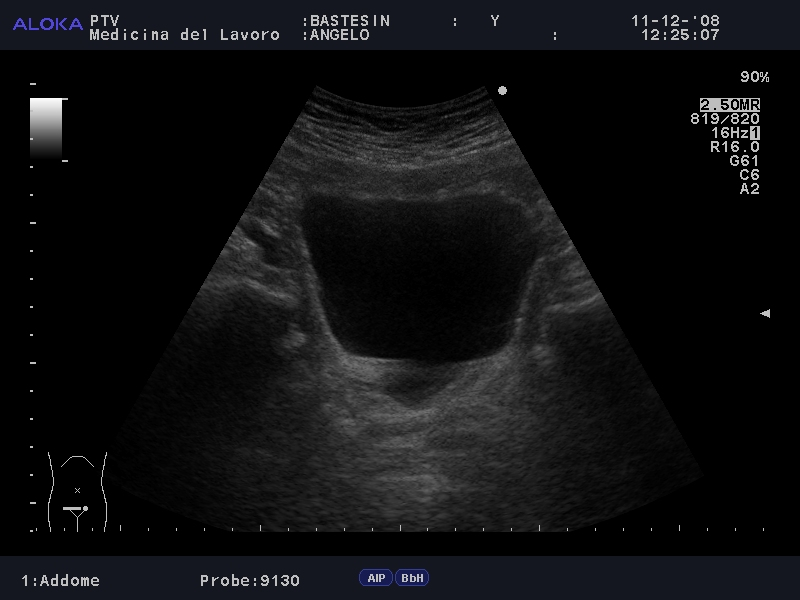 ALOKA PTV :BASTESIN : Y 11-12-'08
Medicina del Lavoro :ANGELO : 12:25:07
90%
2.50MR
819/820
16Hz1
R16.0
G61
C6
A2
1:Addome Probe:9130 AIP BbH